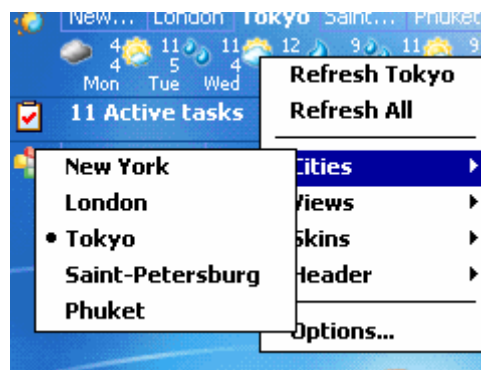 New... London Tokyo Saint... Phuket
4 11 11 12 9 11 9
4 5 4
Mon Tue Wed
Refresh Tokyo
11 Active tasks
Refresh All
New York
Cities
London
Views
Tokyo
Skins
Saint-Petersburg
Header
Phuket
Options...